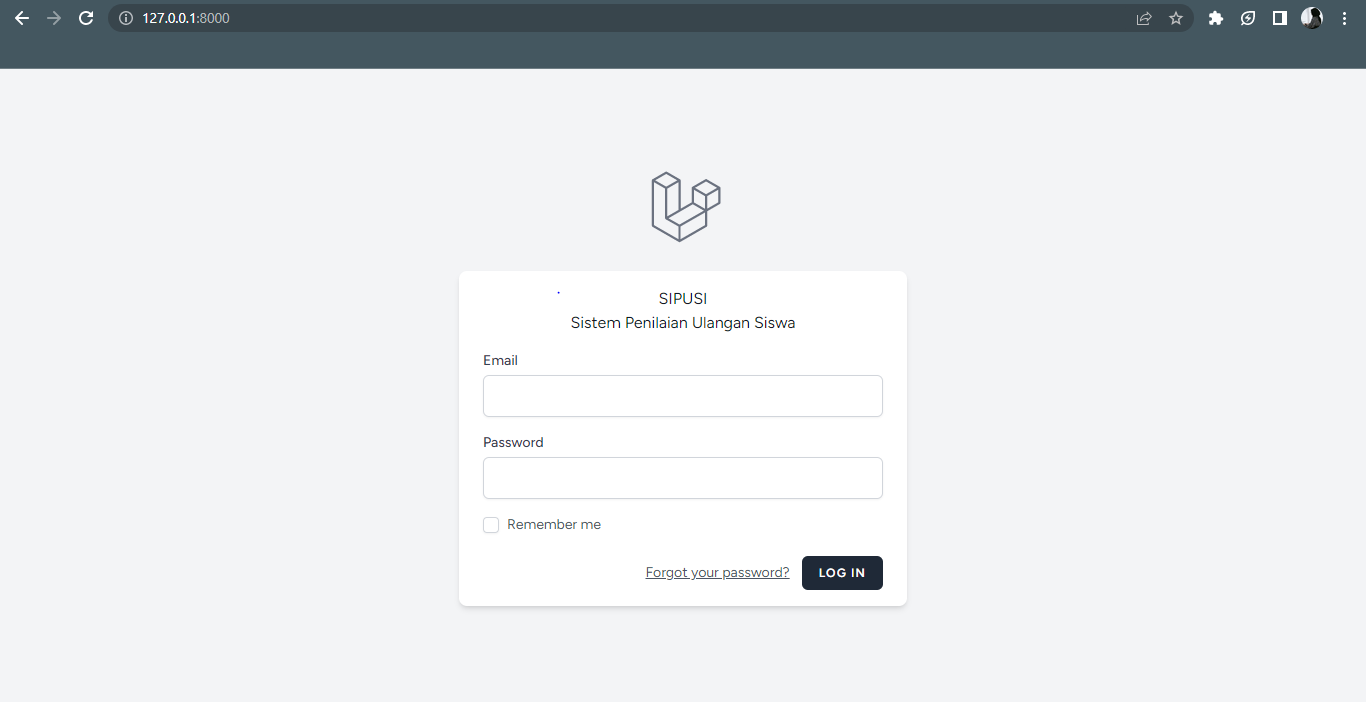 127.0.0.1:8000
SIPUSI
Sistem Penilaian Ulangan Siswa
Email
Password
Remember me
Forgot your password?
LOG IN